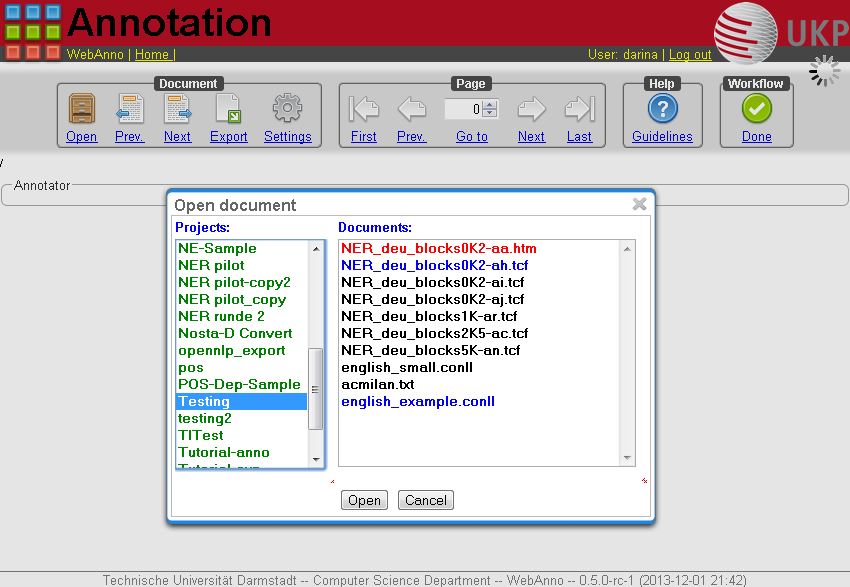 Annotation
UKP
WebAnno | Home |
User: darina | Log out
Document
Page
Help
Workflow
Open Prev. Next Export Settings
0
First Prev. Go to Next Last
Guidelines
Done
Annotator
Open document
Projects:
NE-Sample
NER pilot
NER pilot-copy2
NER pilot_copy
NER runde 2
Nosta-D Convert
opennlp_export
pos
POS-Dep-Sample
Testing
testing2
TITest
Tutorial-anno
Documents:
NER_deu_blocks0K2-aa.htm
NER_deu_blocks0K2-ah.tcf
NER_deu_blocks0K2-ai.tcf
NER_deu_blocks0K2-aj.tcf
NER_deu_blocks1K-ar.tcf
NER_deu_blocks2K5-ac.tcf
NER_deu_blocks5K-an.tcf
english_small.conll
acmilan.txt
english_example.conll
Open Cancel
Technische Universität Darmstadt -- Computer Science Department -- WebAnno -- 0.5.0-rc-1 (2013-12-01 21:42)